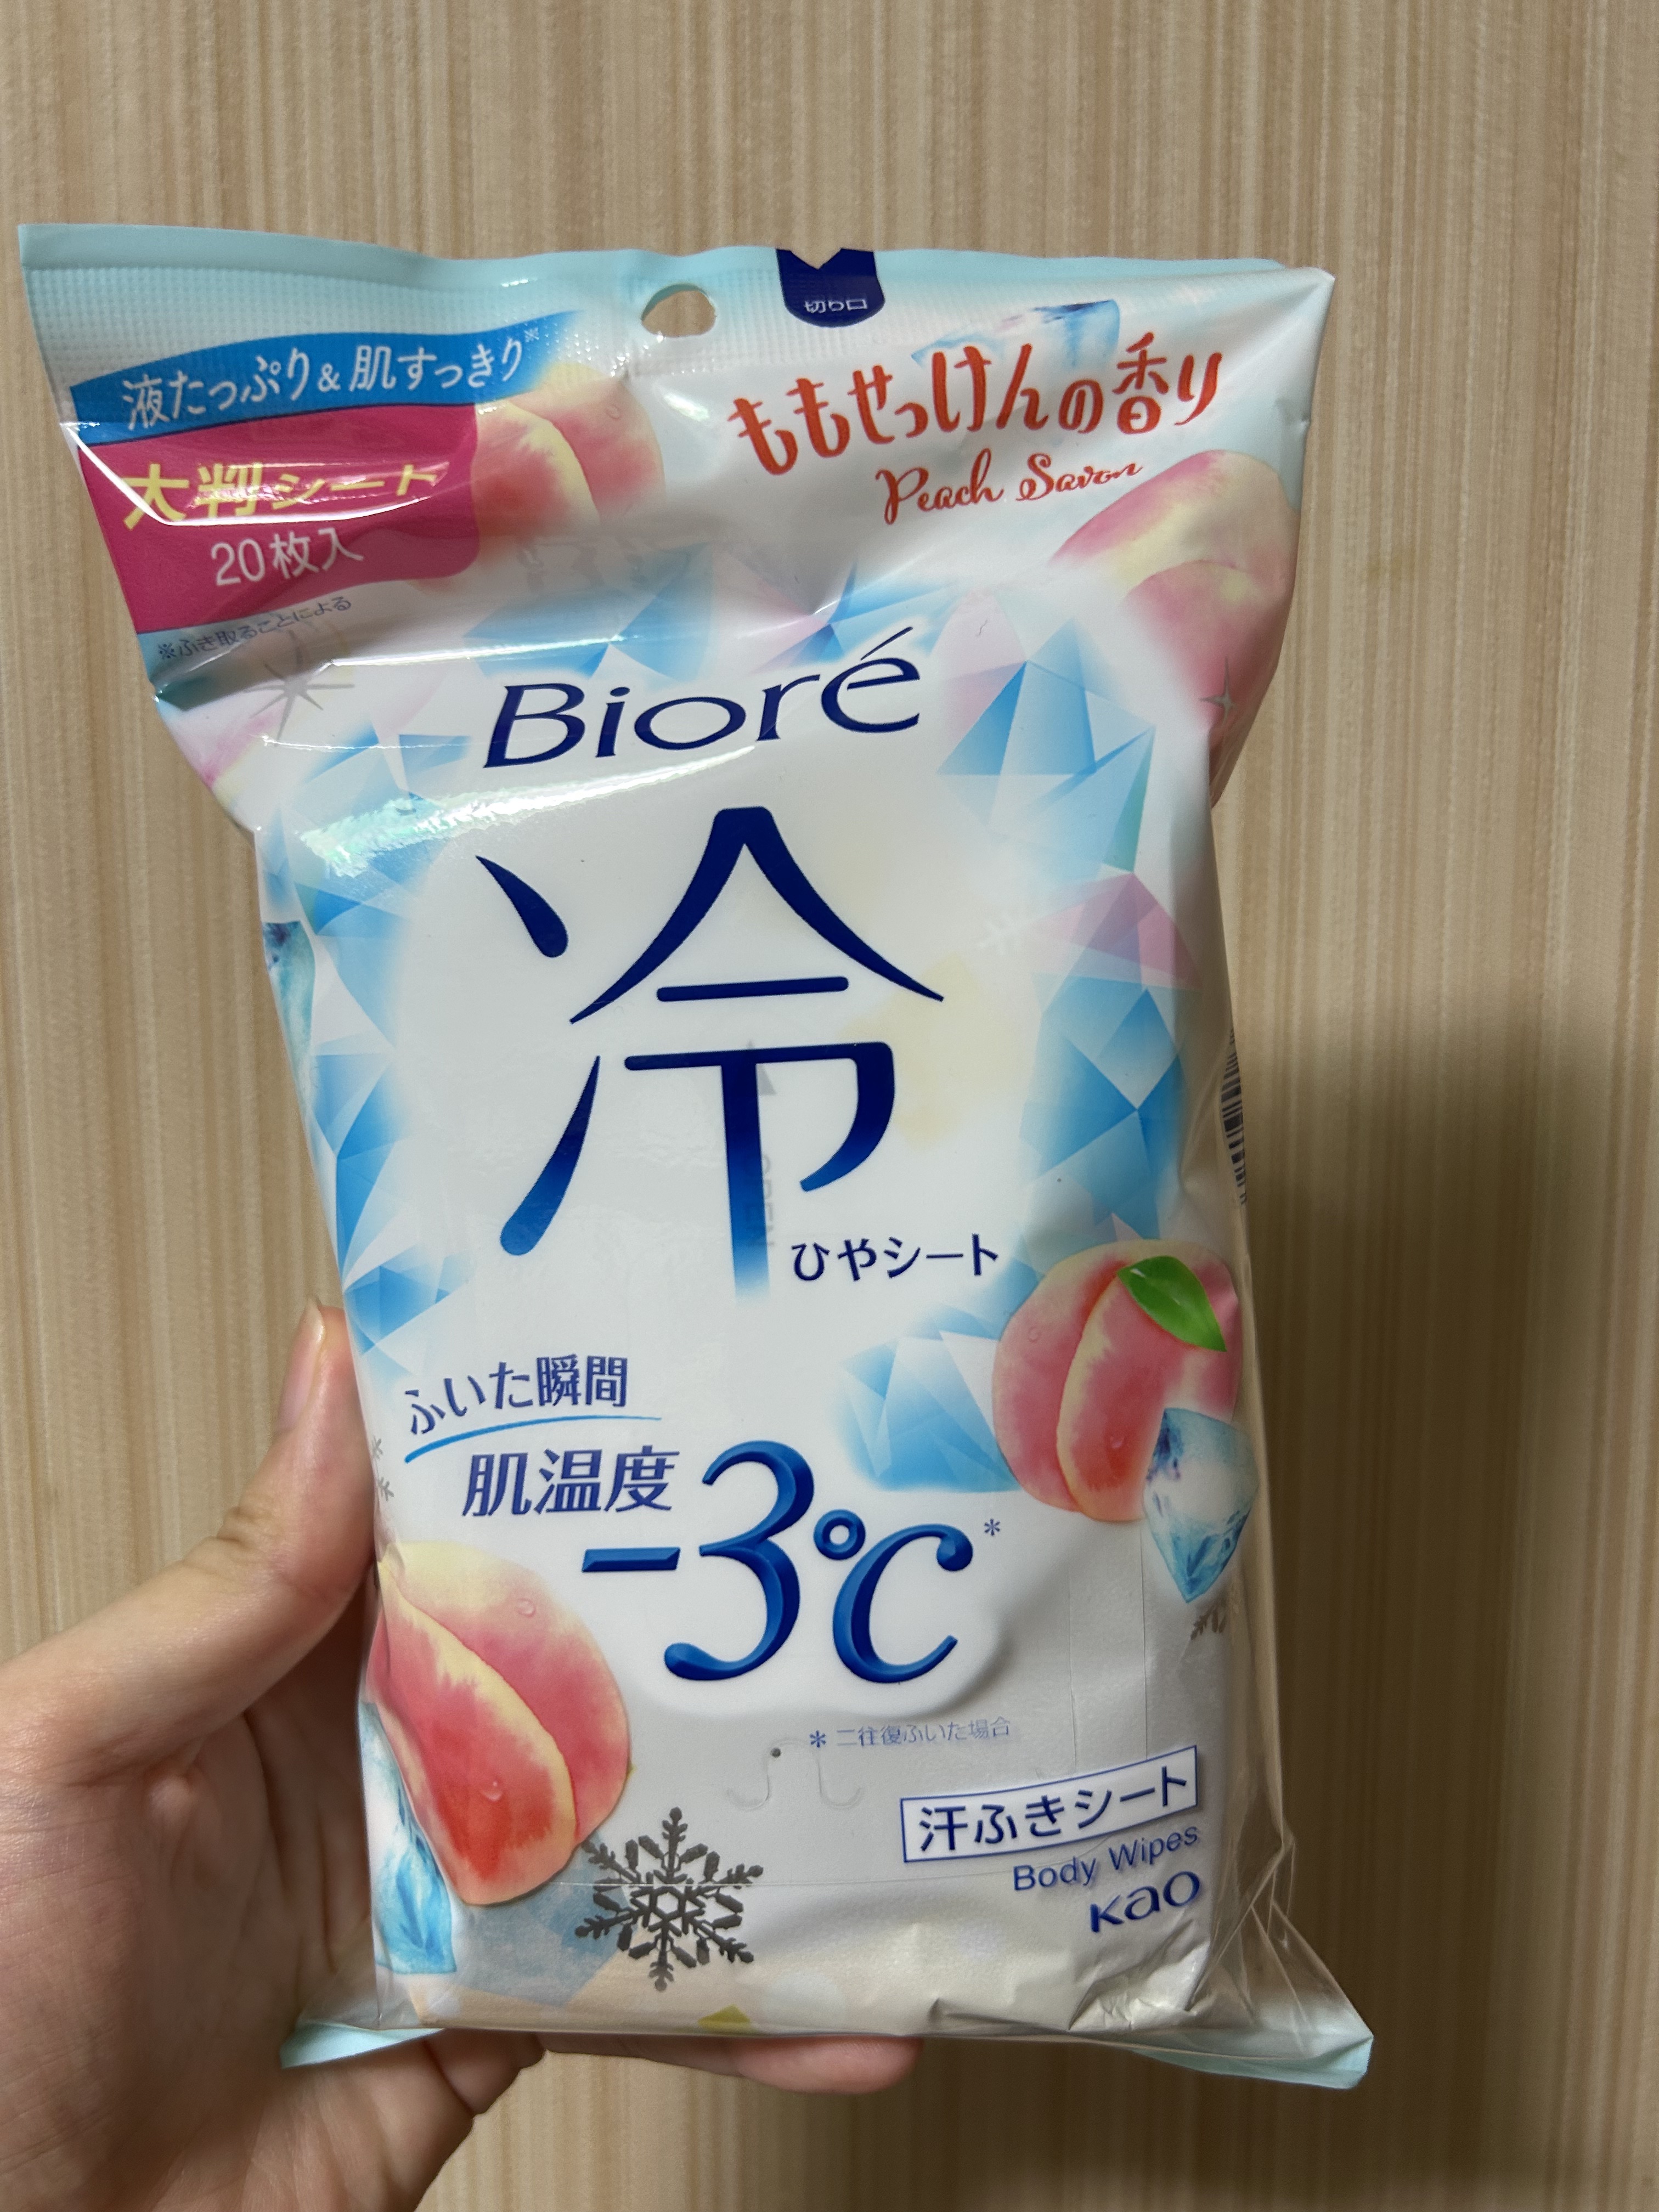 切り口
液たっぷり&肌すっきり※
大判シート
20枚入
※ふき取ることによる
ももせっけんの香り
Peach Savon
Bioré
冷
ひやシート
ふいた瞬間
肌温度
-3℃*
*二往復ふいた場合
汗ふきシート
Body Wipes
Kao